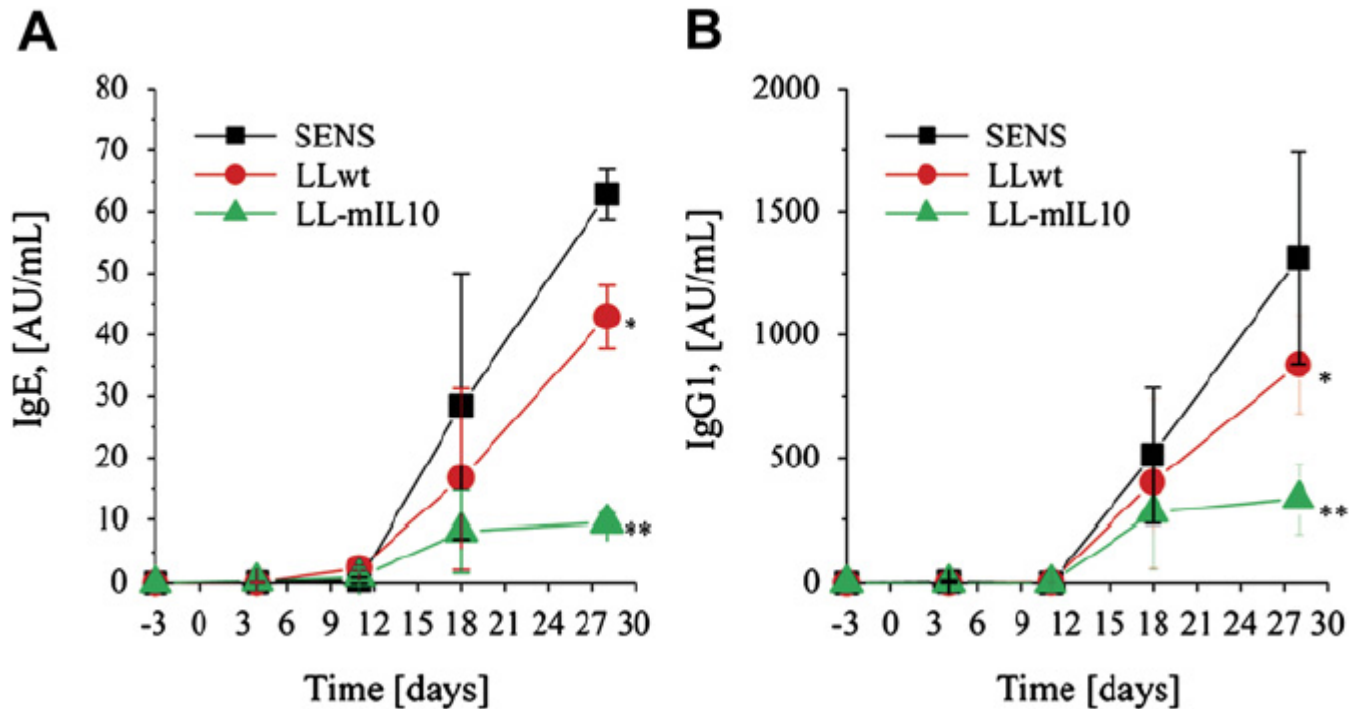 A
IgE, [AU/mL]
80
70
60
50
40
30
20
10
0
SENS
LLwt
LL-mIL10
*
**
-3 0 3 6 9 12 15 18 21 24 27 30
Time [days]
B
IgG1, [AU/mL]
2000
1500
1000
500
0
SENS
LLwt
LL-mIL10
*
**
-3 0 3 6 9 12 15 18 21 24 27 30
Time [days]